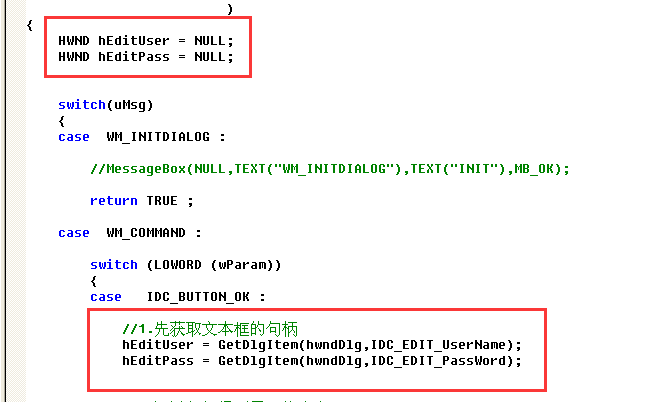 )
{
HWND hEditUser = NULL;
HWND hEditPass = NULL;
switch(uMsg)
{
case WM_INITDIALOG :
//MessageBox(NULL,TEXT("WM_INITDIALOG"),TEXT("INIT"),MB_OK);
return TRUE ;
case WM_COMMAND :
switch (LOWORD (wParam))
{
case IDC_BUTTON_OK :
//1.先获取文本框的句柄
hEditUser = GetDlgItem(hwndDlg,IDC_EDIT_UserName);
hEditPass = GetDlgItem(hwndDlg,IDC_EDIT_PassWord);